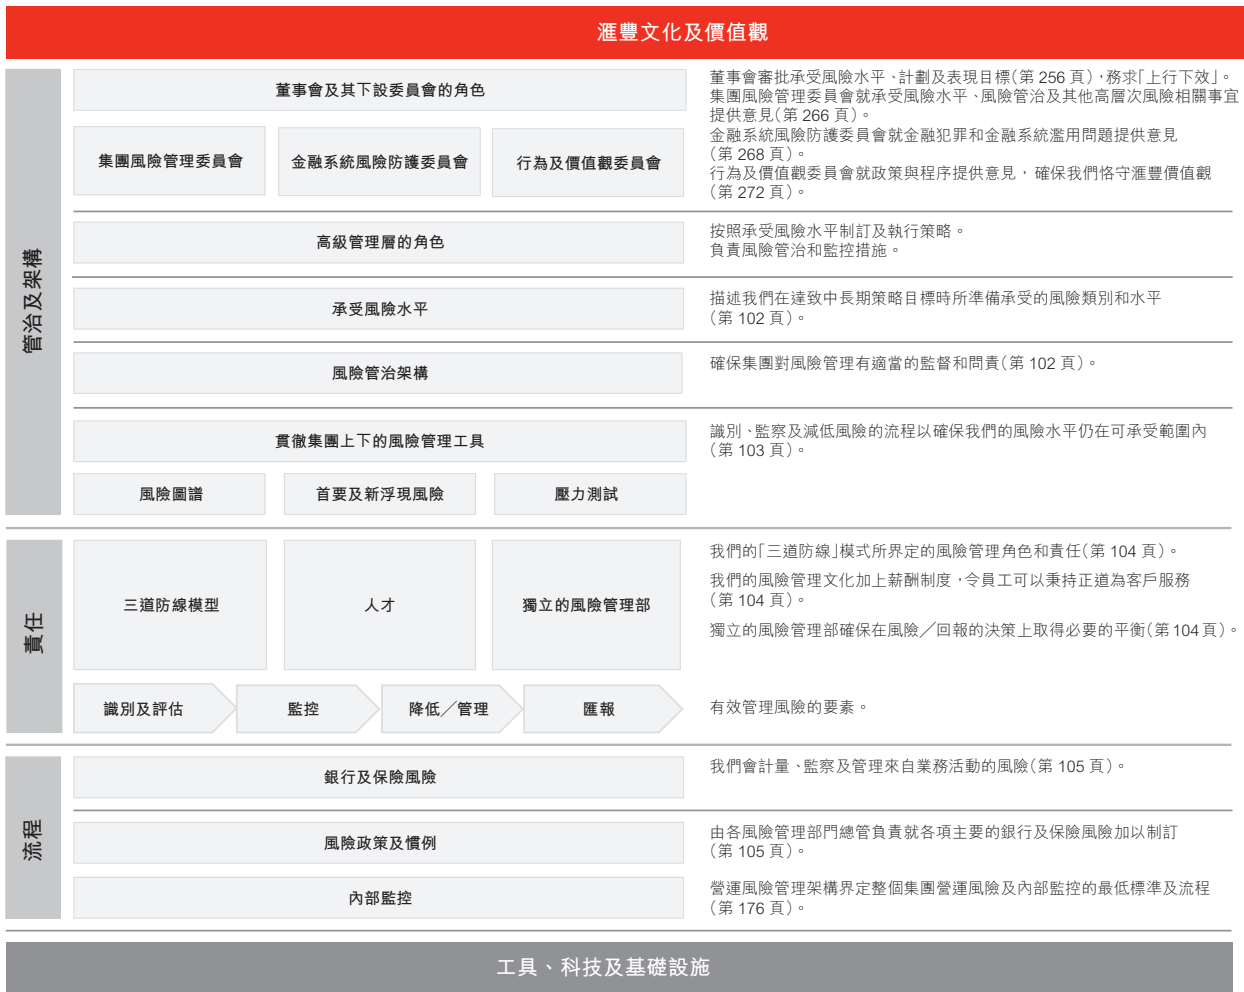 滙豐文化及價值觀
管治及架構
董事會及其下設委員會的角色
集團風險管理委員會
金融系統風險防護委員會
行為及價值觀委員會
董事會審批承受風險水平、計劃及表現目標(第 256 頁)，務求「上行下效」。
集團風險管理委員會就承受風險水平、風險管治及其他高層次風險相關事宜
提供意見(第 266 頁)。
金融系統風險防護委員會就金融犯罪和金融系統濫用問題提供意見
(第 268 頁)。
行為及價值觀委員會就政策與程序提供意見，確保我們恪守滙豐價值觀
(第 272 頁)。
高級管理層的角色
按照承受風險水平制訂及執行策略。
負責風險管治和監控措施。
承受風險水平
描述我們在達致中長期策略目標時所準備承受的風險類別和水平
(第 102 頁)。
風險管治架構
確保集團對風險管理有適當的監督和問責(第 102 頁)。
貫徹集團上下的風險管理工具
風險圖譜
首要及新浮現風險
壓力測試
識別、監察及減低風險的流程以確保我們的風險水平仍在可承受範圍內
(第 103 頁)。
責任
三道防線模型
人才
獨立的風險管理部
我們的「三道防線」模式所界定的風險管理角色和責任(第 104 頁)。
我們的風險管理文化加上薪酬制度，令員工可以秉持正道為客戶服務
(第 104 頁)。
獨立的風險管理部確保在風險／回報的決策上取得必要的平衡(第 104 頁)。
識別及評估
監控
降低／管理
匯報
有效管理風險的要素。
流程
銀行及保險風險
我們會計量、監察及管理來自業務活動的風險(第 105 頁)。
風險政策及慣例
由各風險管理部門總管負責就各項主要的銀行及保險風險加以制訂
(第 105 頁)。
內部監控
營運風險管理架構界定整個集團營運風險及內部監控的最低標準及流程
(第 176 頁)。
工具、科技及基礎設施